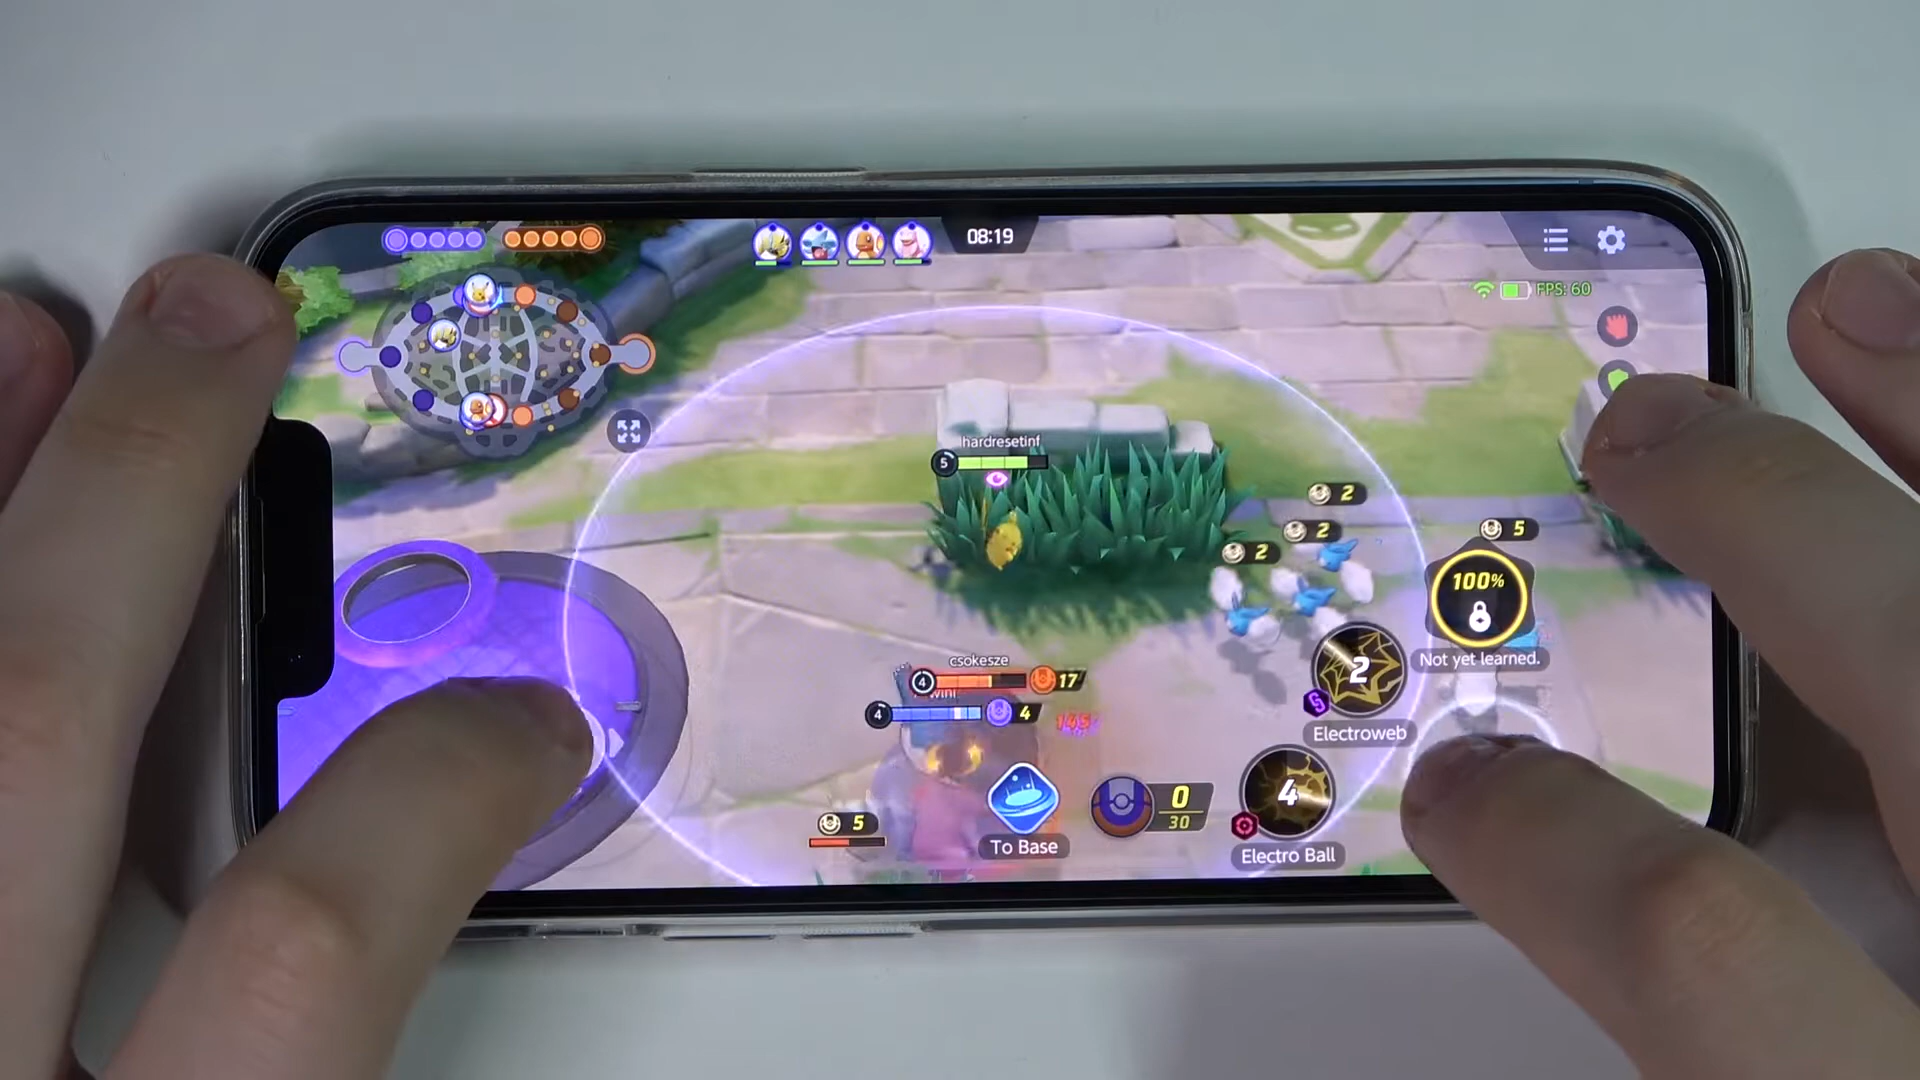 08:19
FPS: 60
hardresetinf
5
2
2
2
5
100%
Not yet learned.
csokesze
4
17
4
4
145
2
Electroweb
5
To Base
0
30
4
Electro Ball